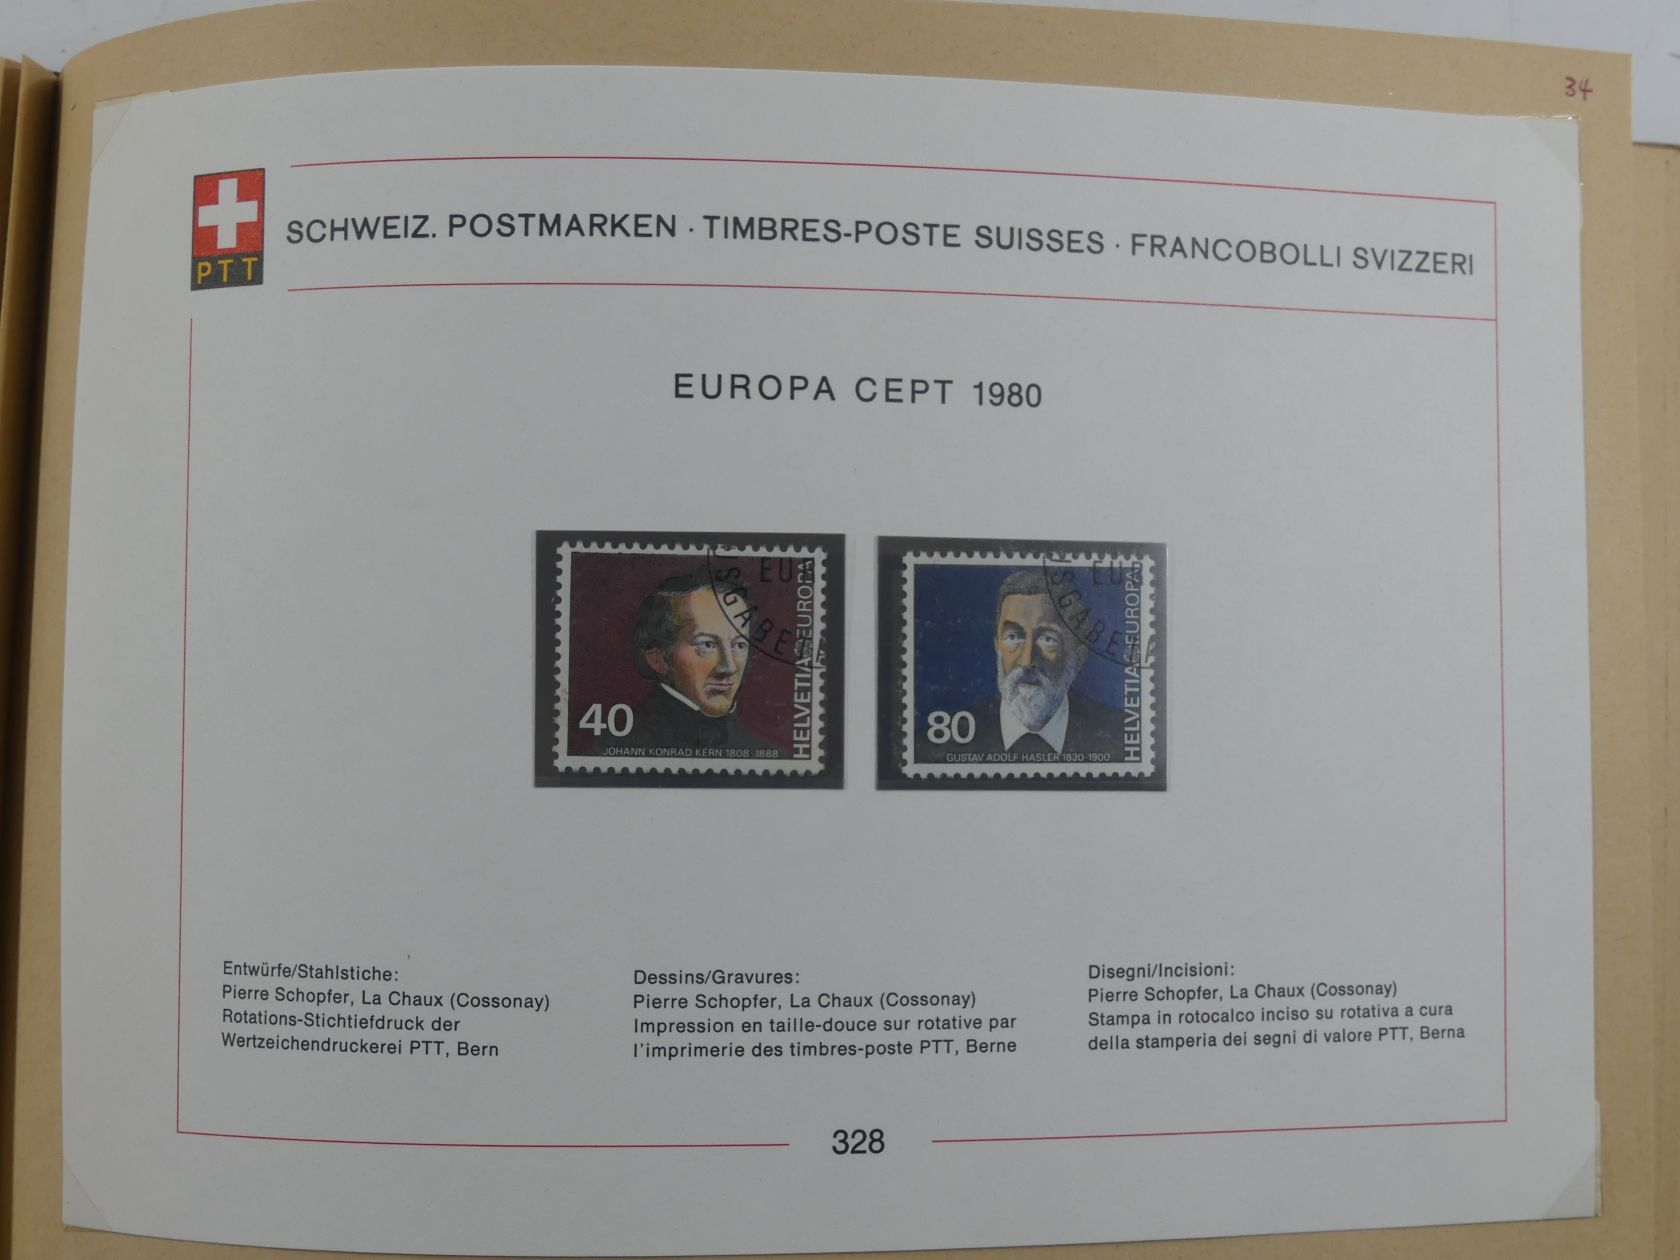 34
PTT
SCHWEIZ. POSTMARKEN · TIMBRES-POSTE SUISSES · FRANCOBOLLI SVIZZERI
EUROPA CEPT 1980
EU
SGABE
HELVETIA EUROPA
40
JOHANN KONRAD KERN 1808-1888
EU
SGABE
HELVETIA EUROPA
80
GUSTAV ADOLF HASLER 1830-1900
Entwürfe/Stahlstiche:
Pierre Schopfer, La Chaux (Cossonay)
Rotations-Stichtiefdruck der
Wertzeichendruckerei PTT, Bern
Dessins/Gravures:
Pierre Schopfer, La Chaux (Cossonay)
Impression en taille-douce sur rotative par
l'imprimerie des timbres-poste PTT, Berne
Disegni/Incisioni:
Pierre Schopfer, La Chaux (Cossonay)
Stampa in rotocalco inciso su rotativa a cura
della stamperia dei segni di valore PTT, Berna
328